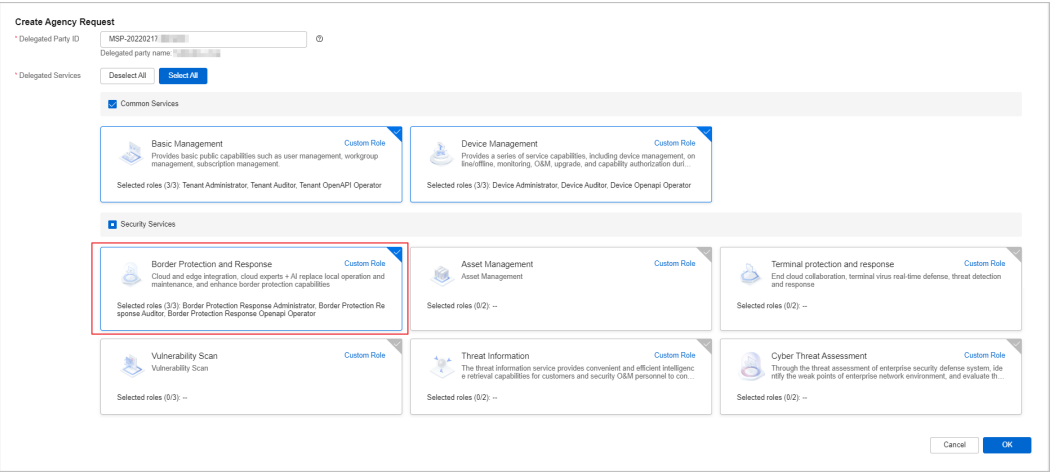 Create Agency Request
* Delegated Party ID
MSP-20220217
Delegated party name:
* Delegated Services
Deselect All
Select All
Common Services
Basic Management
Custom Role
Provides basic public capabilities such as user management, workgroup
management, subscription management
Selected roles (3/3): Tenant Administrator, Tenant Auditor, Tenant OpenAPI Operator
Device Management
Custom Role
Provides a series of service capabilities, including device management, on
line/offline, monitoring, O&M, upgrade, and capability authorization duri...
Selected roles (3/3): Device Administrator, Device Auditor, Device Openapi Operator
Security Services
Border Protection and Response
Custom Role
Cloud and edge integration, cloud experts + AI replace local operation and
maintenance, and enhance border protection capabilities
Selected roles (3/3): Border Protection Response Administrator, Border Protection Re
sponse Auditor, Border Protection Response Openapi Operator
Asset Management
Custom Role
Asset Management
Selected roles (0/2): --
Terminal protection and response
Custom Role
End cloud collaboration, terminal virus real-time defense, threat detection
and response
Selected roles (0/2): --
Vulnerability Scan
Custom Role
Vulnerability Scan
Selected roles (0/3): --
Threat Information
Custom Role
The threat information service provides convenient and efficient intelligenc
e retrieval capabilities for customers and security O&M personnel to con...
Selected roles (0/2): --
Cyber Threat Assessment
Custom Role
Through the threat assessment of enterprise security defense system, ide
ntify the weak points of enterprise network environment, and evaluate th...
Selected roles (0/2): --
Cancel
OK